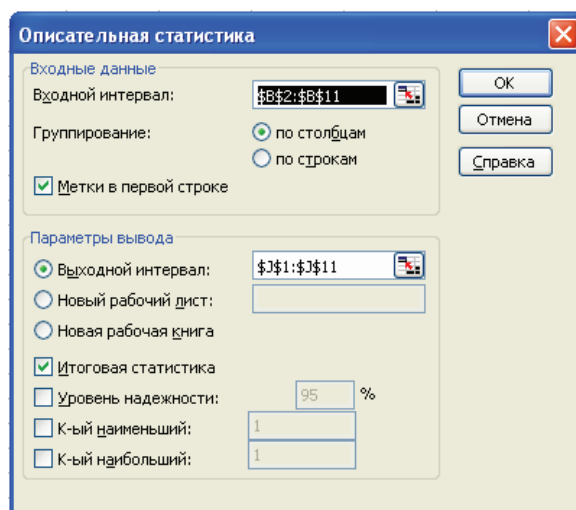 Описательная статистика
Входные данные
Входной интервал: $B$2:$B$11
Группирование: по столбцам
по строкам
Метки в первой строке
OK
Отмена
Справка
Параметры вывода
Выходной интервал: $J$1:$J$11
Новый рабочий лист:
Новая рабочая книга
Итоговая статистика
Уровень надежности: 95 %
К-ый наименьший: 1
К-ый наибольший: 1